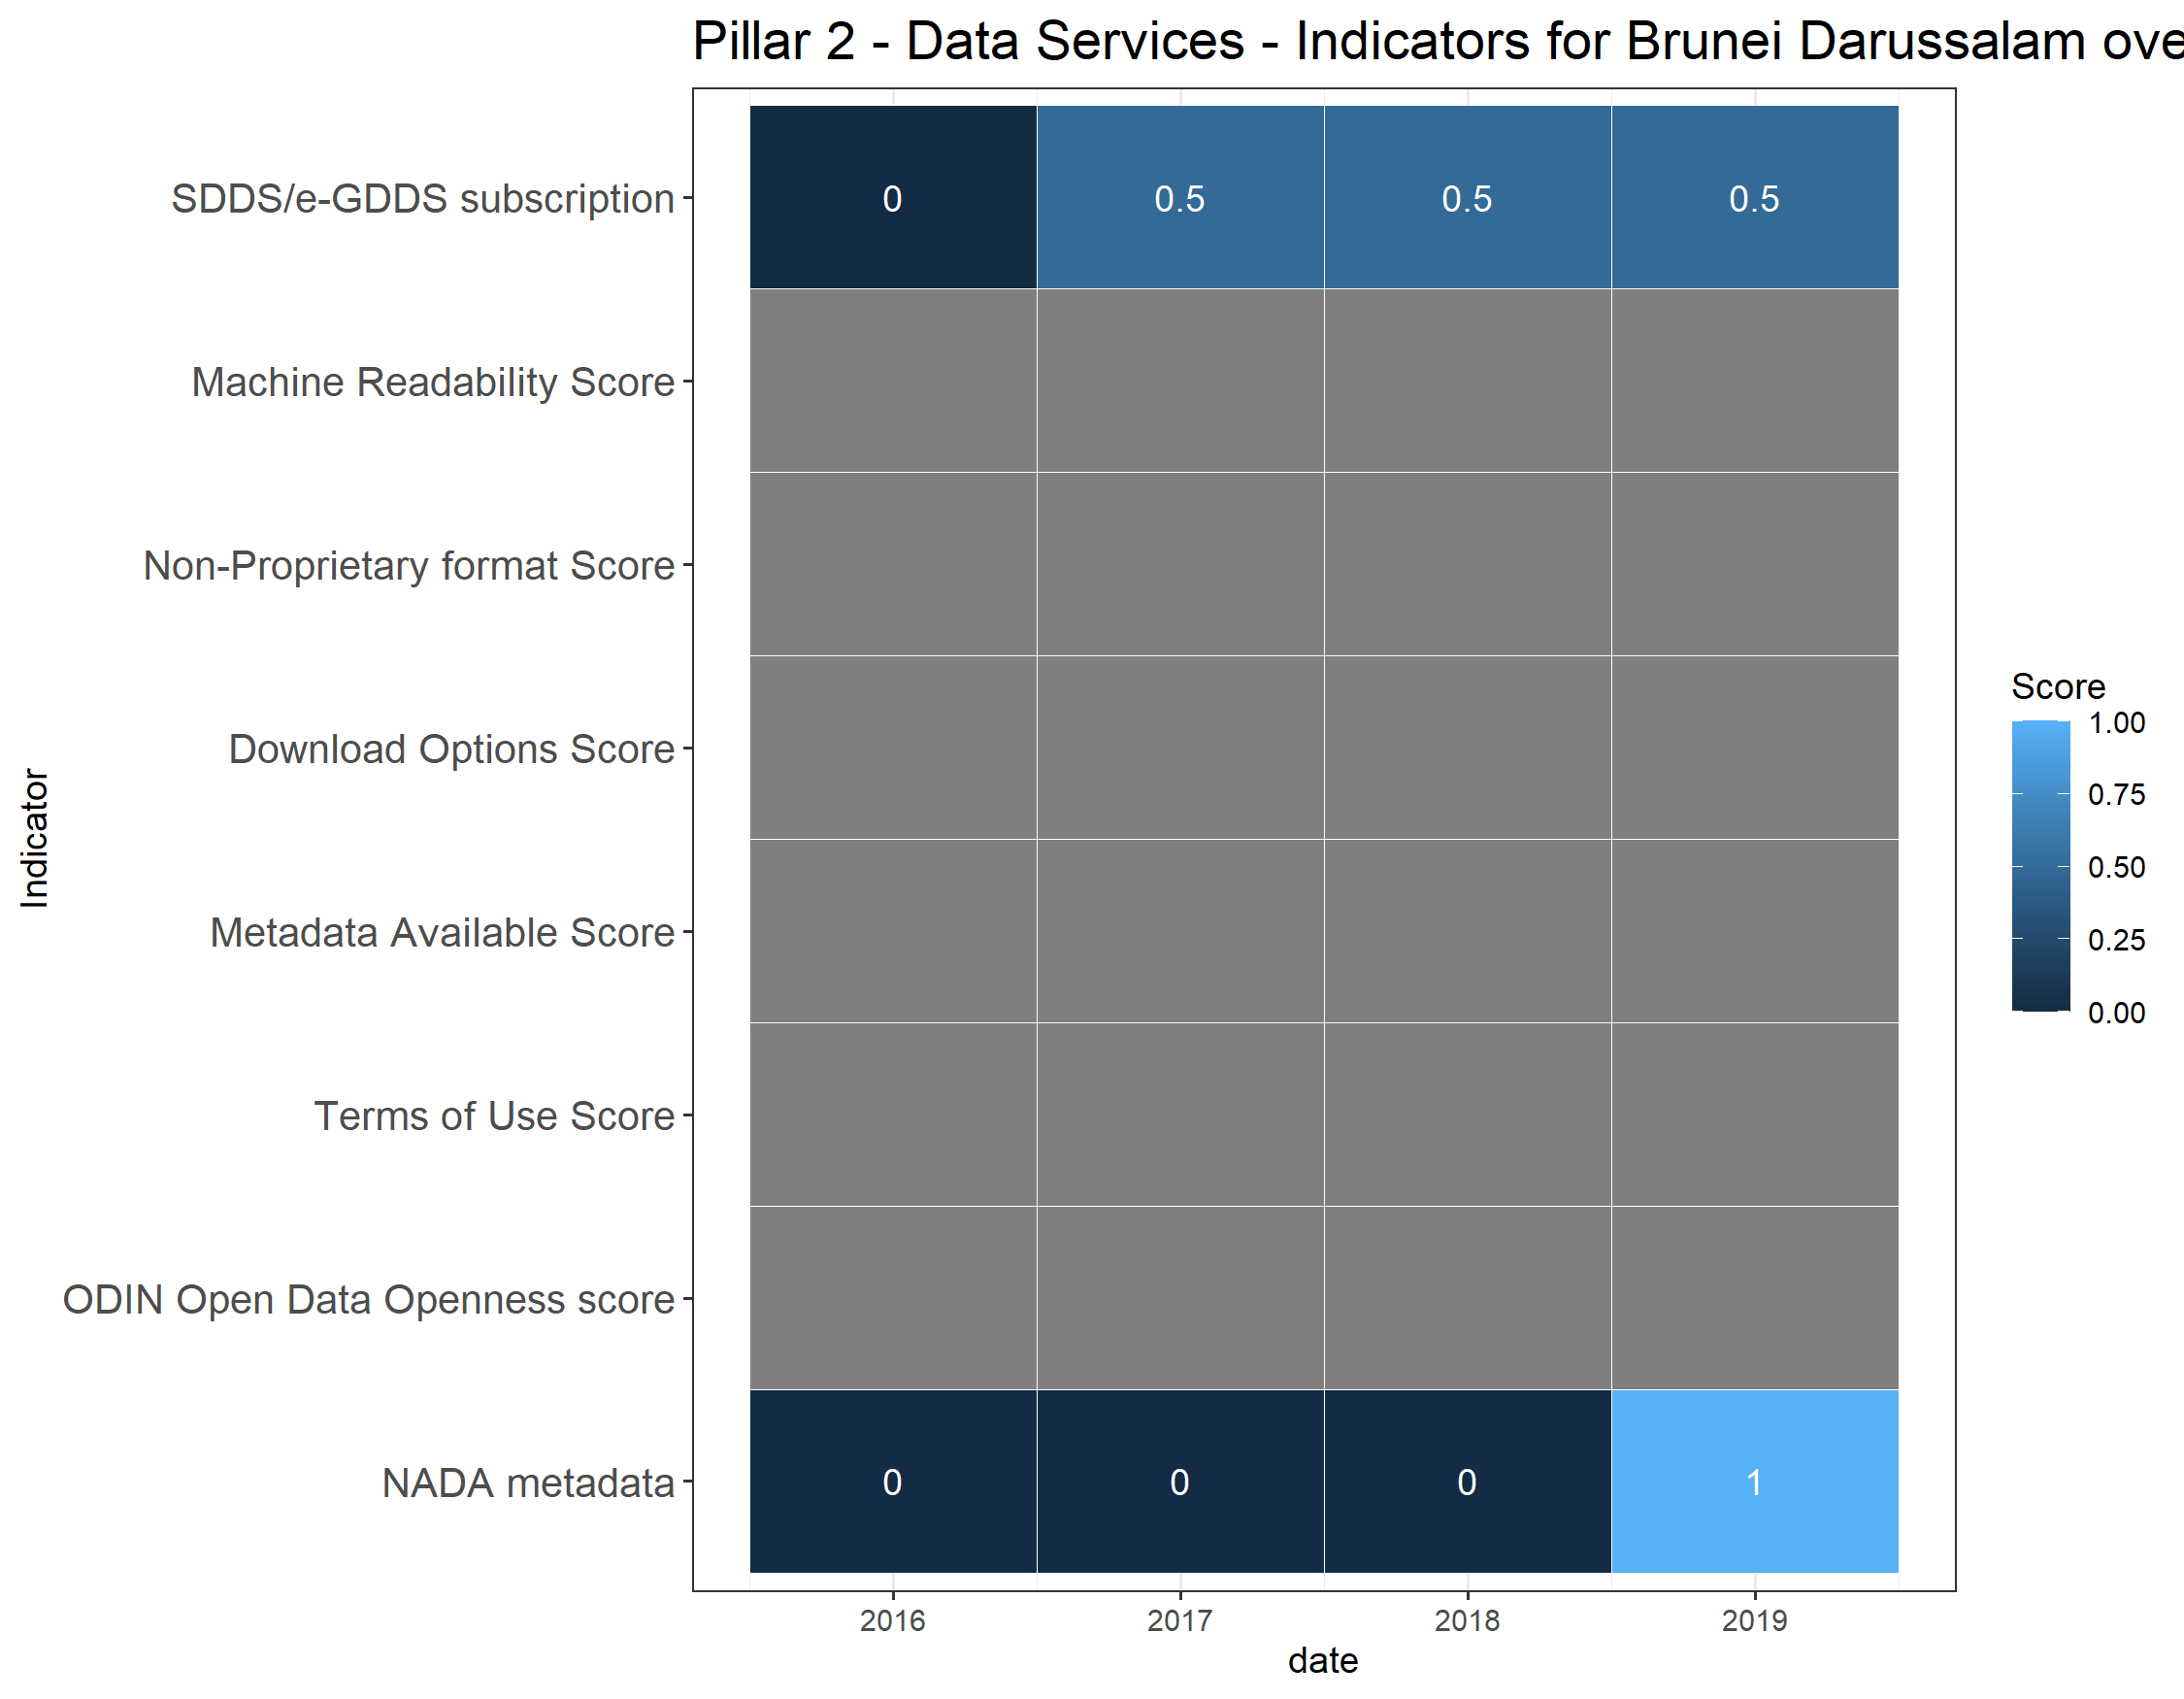 Pillar 2 - Data Services - Indicators for Brunei Darussalam ove
SDDS/e-GDDS subscription
0 0.5 0.5 0.5
Machine Readability Score
Non-Proprietary format Score
Download Options Score
Metadata Available Score
Terms of Use Score
ODIN Open Data Openness score
NADA metadata
0 0 0 1
Indicator
2016 2017 2018 2019
date
Score
1.00
0.75
0.50
0.25
0.00